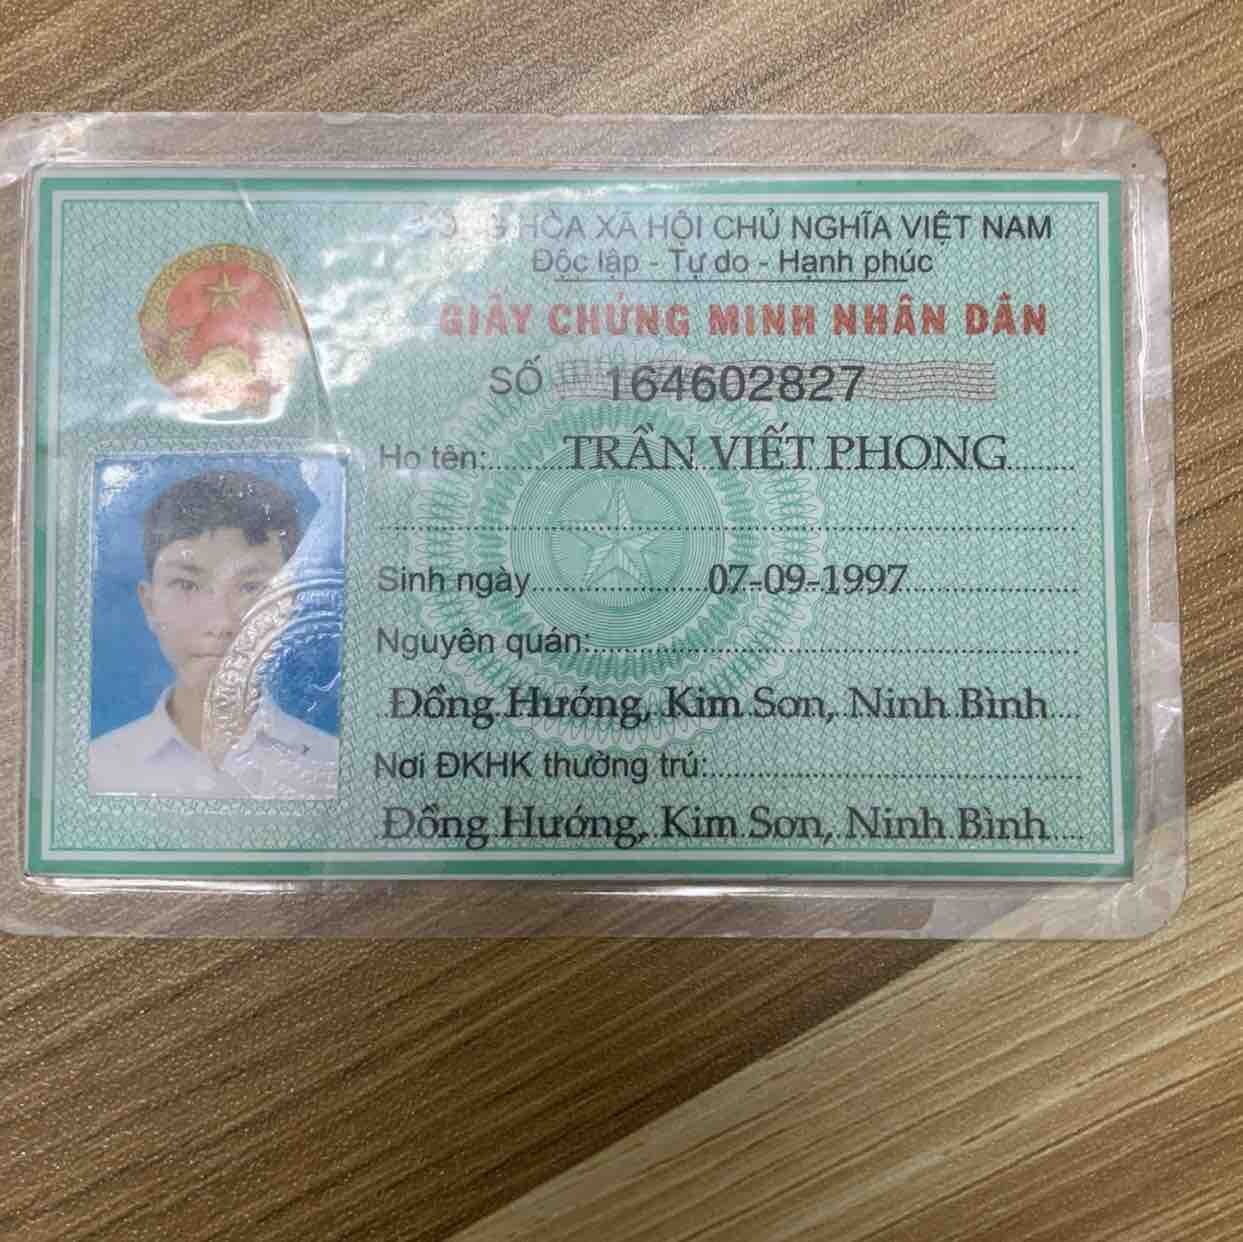 CỘNG HÒA XÃ HỘI CHỦ NGHĨA VIỆT NAM
Độc lập - Tự do - Hạnh phúc
GIẤY CHỨNG MINH NHÂN DÂN
SỐ 164602827
Họ tên: TRẦN VIẾT PHONG
Sinh ngày 07-09-1997
Nguyên quán:
Đồng Hướng, Kim Sơn, Ninh Bình
Nơi ĐKHK thường trú:
Đồng Hướng, Kim Sơn, Ninh Bình